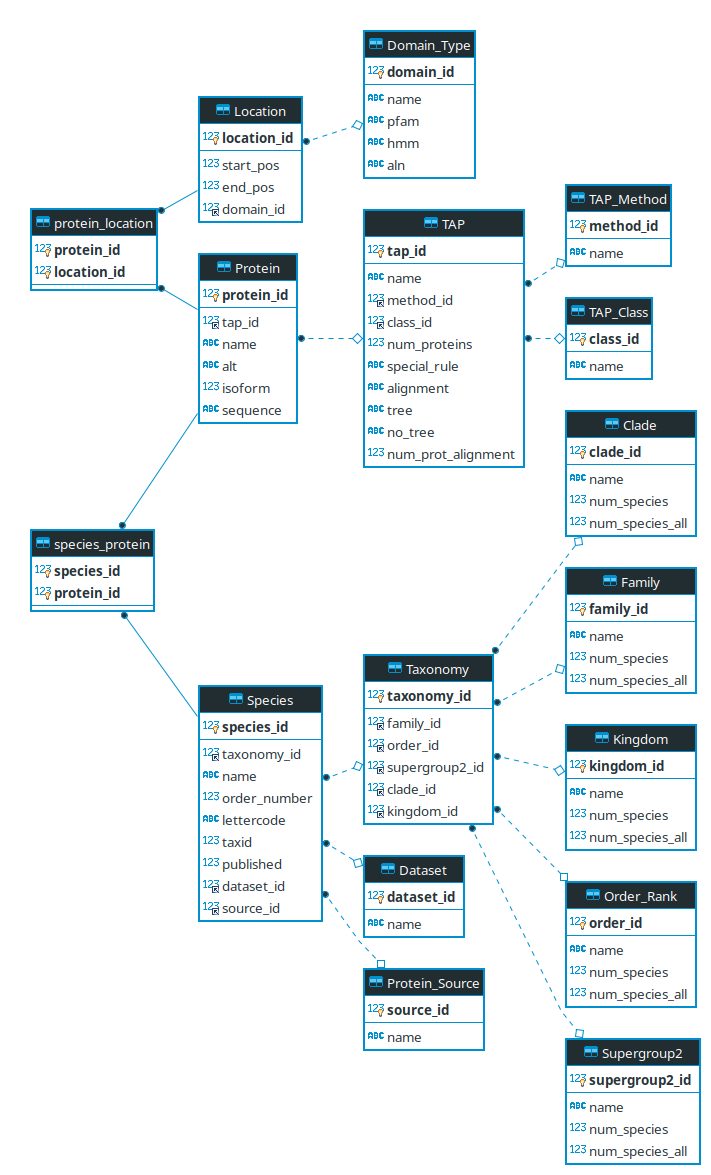 Domain_Type
123 domain_id
ABC name
ABC pfam
ABC hmm
ABC aln
Location
123 location_id
123 start_pos
123 end_pos
123 domain_id
protein_location
123 protein_id
123 location_id
Protein
123 protein_id
123 tap_id
ABC name
ABC alt
123 isoform
ABC sequence
TAP
123 tap_id
ABC name
123 method_id
123 class_id
123 num_proteins
ABC special_rule
ABC alignment
ABC tree
ABC no_tree
123 num_prot_alignment
TAP_Method
123 method_id
ABC name
TAP_Class
123 class_id
ABC name
Clade
123 clade_id
ABC name
123 num_species
123 num_species_all
species_protein
123 species_id
123 protein_id
Family
123 family_id
ABC name
123 num_species
123 num_species_all
Species
123 species_id
123 taxonomy_id
ABC name
123 order_number
ABC lettercode
123 taxid
123 published
123 dataset_id
123 source_id
Taxonomy
123 taxonomy_id
123 family_id
123 order_id
123 supergroup2_id
123 clade_id
123 kingdom_id
Kingdom
123 kingdom_id
ABC name
123 num_species
123 num_species_all
Dataset
123 dataset_id
ABC name
Order_Rank
123 order_id
ABC name
123 num_species
123 num_species_all
Protein_Source
123 source_id
ABC name
Supergroup2
123 supergroup2_id
ABC name
123 num_species
123 num_species_all